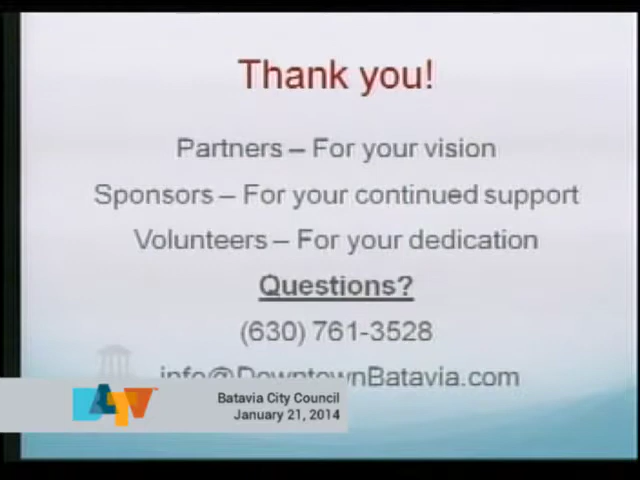 Thank you!
Partners – For your vision
Sponsors – For your continued support
Volunteers – For your dedication
Questions?
(630) 761-3528
info@DowntownBatavia.com
BATV
Batavia City Council
January 21, 2014